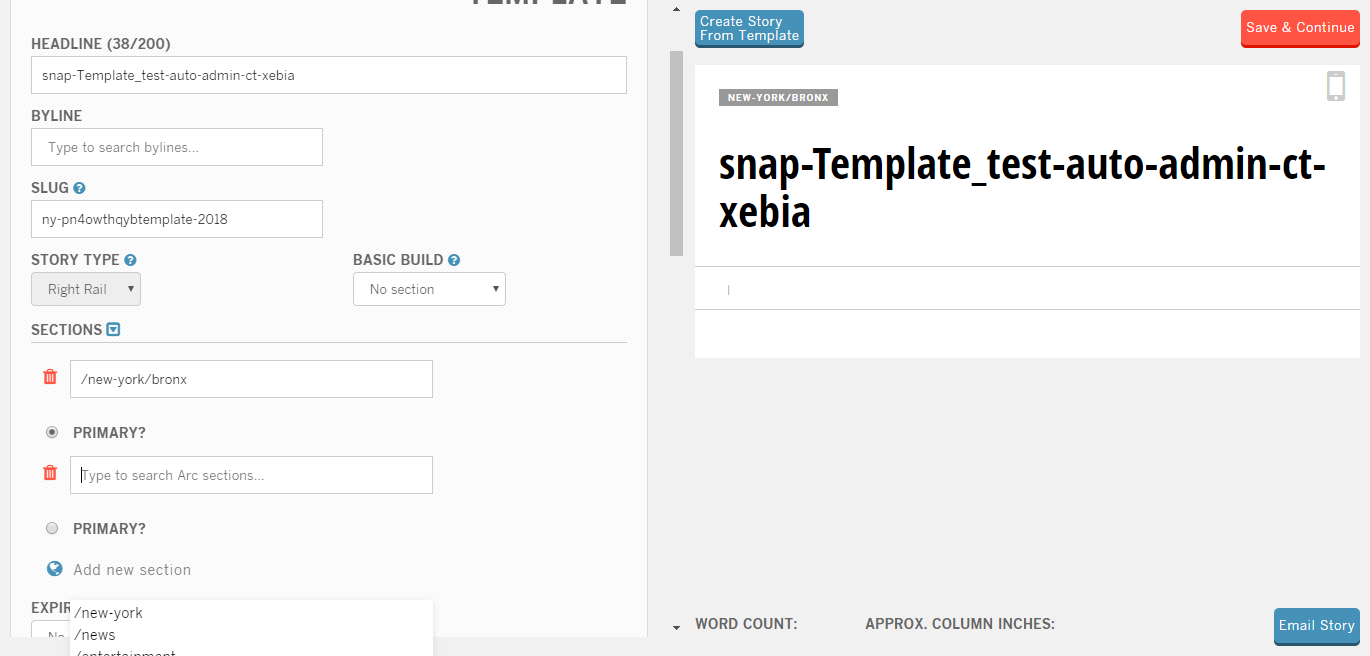 TEMPLATE
HEADLINE (38/200)
snap-Template_test-auto-admin-ct-xebia
BYLINE
Type to search bylines...
SLUG
ny-pn4owthqybtemplate-2018
STORY TYPE
BASIC BUILD
Right Rail
No section
SECTIONS
/new-york/bronx
PRIMARY?
Type to search Arc sections...
PRIMARY?
Add new section
EXPIR
No
/new-york
/news
/entertainment
Create Story
From Template
Save & Continue
NEW-YORK/BRONX
snap-Template_test-auto-admin-ct-
xebia
WORD COUNT:
APPROX. COLUMN INCHES:
Email Story